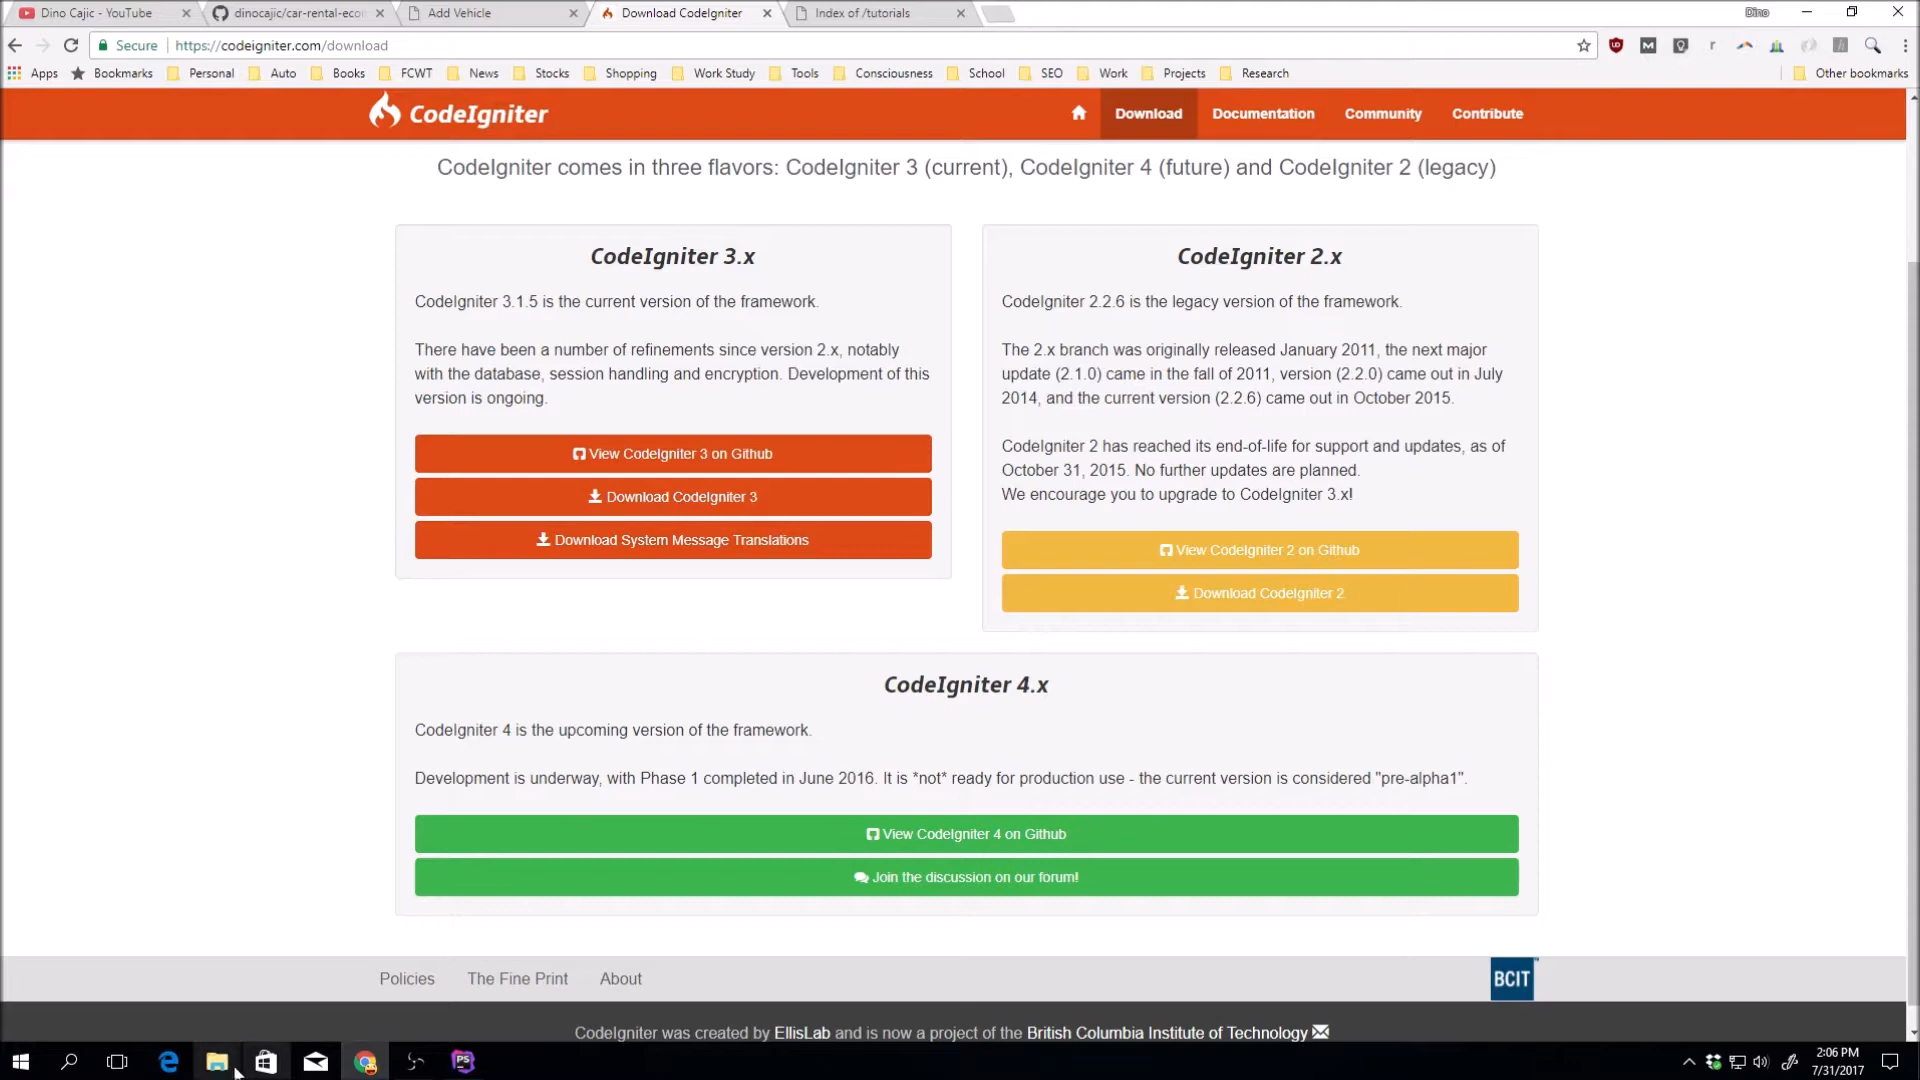 Dino Cajic - YouTube
dinocajic/car-rental-econ
Add Vehicle
Download CodeIgniter
Index of /tutorials
Dino
Secure
https://codeigniter.com/download
Apps
Bookmarks
Personal
Auto
Books
FCWT
News
Stocks
Shopping
Work Study
Tools
Consciousness
School
SEO
Work
Projects
Research
Other bookmarks
CodeIgniter
Download
Documentation
Community
Contribute
CodeIgniter comes in three flavors: CodeIgniter 3 (current), CodeIgniter 4 (future) and CodeIgniter 2 (legacy)
CodeIgniter 3.x
CodeIgniter 3.1.5 is the current version of the framework.
There have been a number of refinements since version 2.x, notably
with the database, session handling and encryption. Development of this
version is ongoing.
View CodeIgniter 3 on Github
Download CodeIgniter 3
Download System Message Translations
CodeIgniter 2.x
CodeIgniter 2.2.6 is the legacy version of the framework.
The 2.x branch was originally released January 2011, the next major
update (2.1.0) came in the fall of 2011, version (2.2.0) came out in July
2014, and the current version (2.2.6) came out in October 2015.
CodeIgniter 2 has reached its end-of-life for support and updates, as of
October 31, 2015. No further updates are planned.
We encourage you to upgrade to CodeIgniter 3.x!
View CodeIgniter 2 on Github
Download CodeIgniter 2
CodeIgniter 4.x
CodeIgniter 4 is the upcoming version of the framework.
Development is underway, with Phase 1 completed in June 2016. It is *not* ready for production use - the current version is considered "pre-alpha1".
View CodeIgniter 4 on Github
Join the discussion on our forum!
Policies
The Fine Print
About
BCIT
CodeIgniter was created by EllisLab and is now a project of the British Columbia Institute of Technology
PS
2:06 PM
7/31/2017